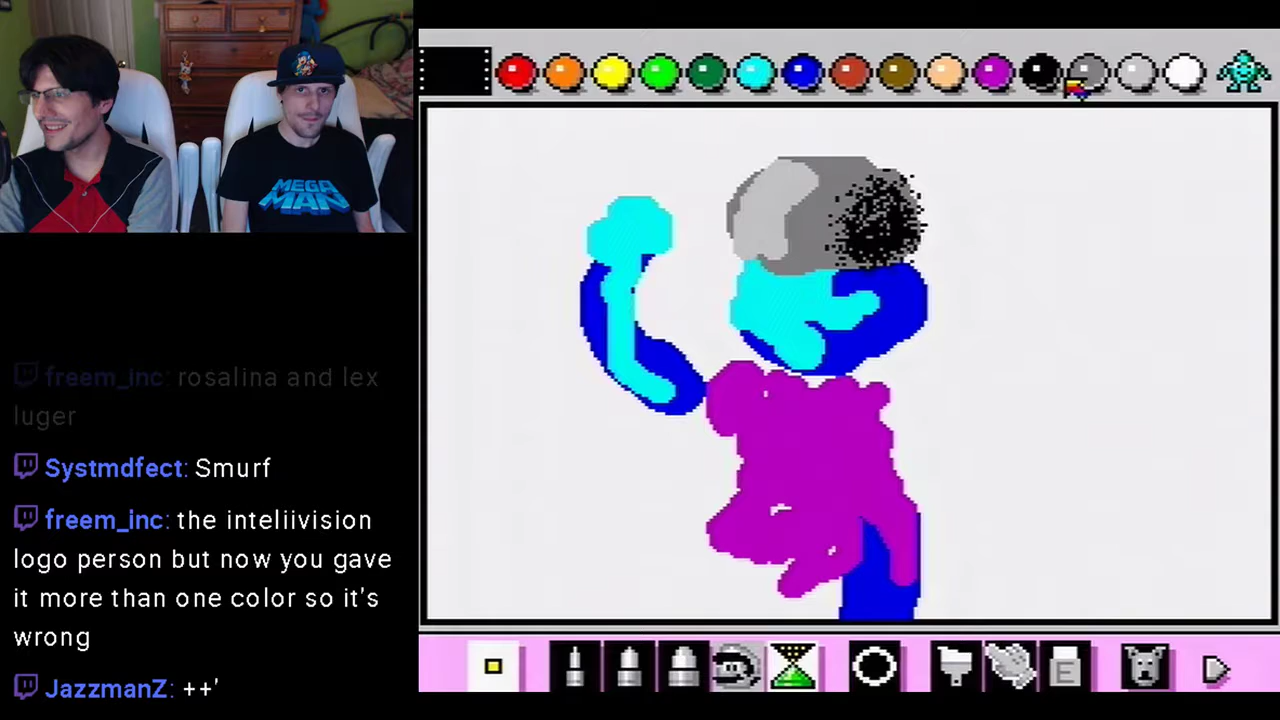 MEGA
MAN
freem_inc: rosalina and lex
luger
Systmdfect: Smurf
freem_inc: the inteliivision
logo person but now you gave
it more than one color so it's
wrong
JazzmanZ: ++'
E